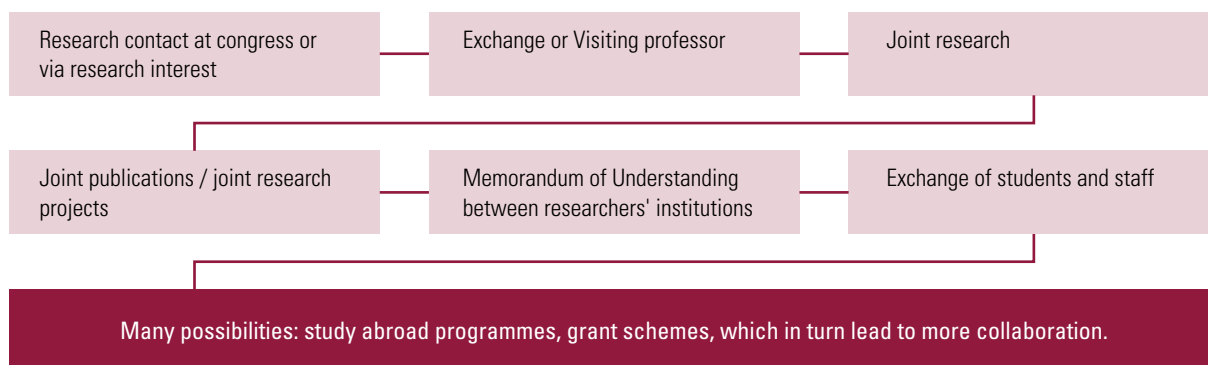 Research contact at congress or
via research interest
Exchange or Visiting professor
Joint research
Joint publications / joint research
projects
Memorandum of Understanding
between researchers' institutions
Exchange of students and staff
Many possibilities: study abroad programmes, grant schemes, which in turn lead to more collaboration.